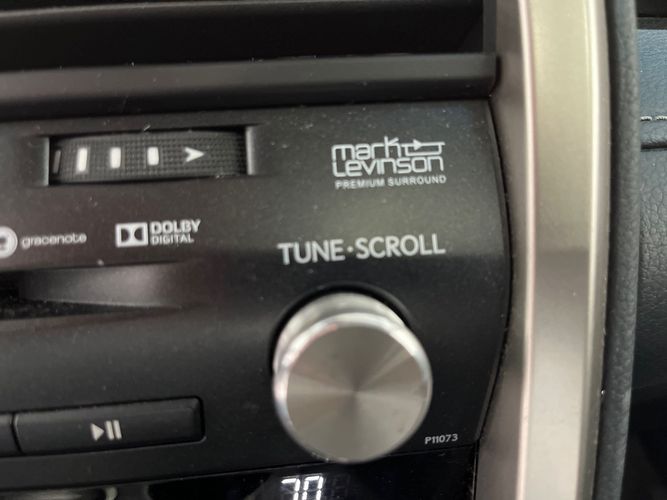 mark
Levinson
PREMIUM SURROUND
gracenote
DOLBY
DIGITAL
TUNE•SCROLL
P11073
70